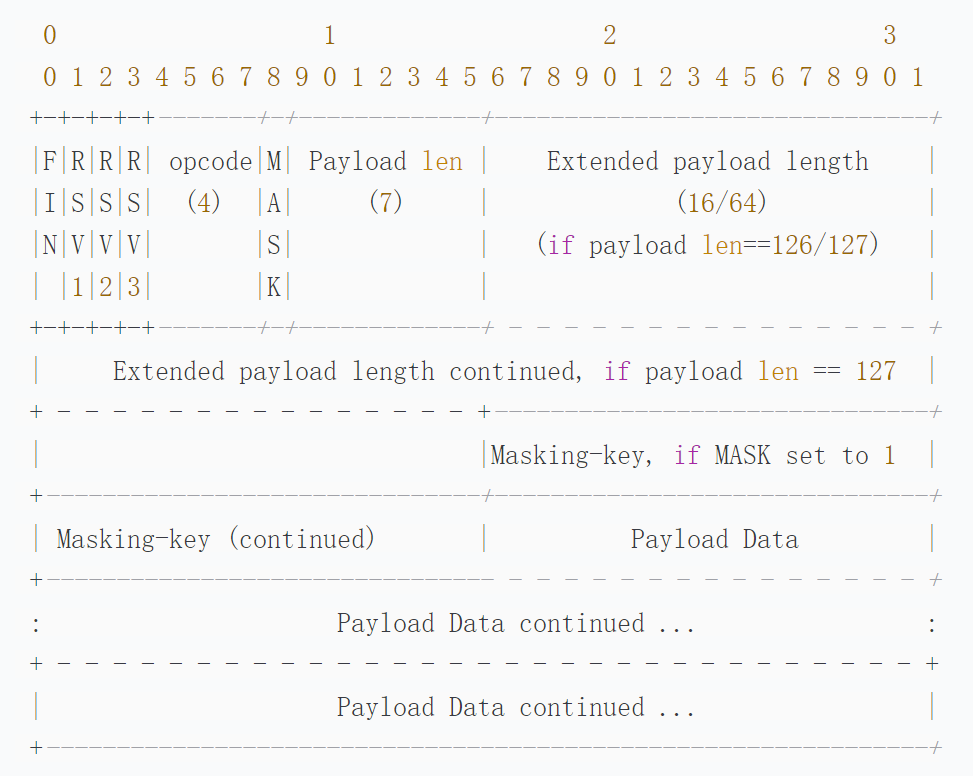 0                   1                   2                   3
0 1 2 3 4 5 6 7 8 9 0 1 2 3 4 5 6 7 8 9 0 1 2 3 4 5 6 7 8 9 0 1
+-+-+-+-+-------/-/-------------/-------------------------------/
|F|R|R|R| opcode|M| Payload len |    Extended payload length    |
|I|S|S|S|  (4)  |A|     (7)     |             (16/64)           |
|N|V|V|V|       |S|             |   (if payload len==126/127)   |
| |1|2|3|       |K|             |                               |
+-+-+-+-+-------/-/-------------/ - - - - - - - - - - - - - - - /
|     Extended payload length continued, if payload len == 127  |
+ - - - - - - - - - - - - - - - +-------------------------------/
|                               |Masking-key, if MASK set to 1  |
+-------------------------------/-------------------------------/
| Masking-key (continued)       |          Payload Data         |
+-------------------------------- - - - - - - - - - - - - - - - /
:                     Payload Data continued ...                :
+ - - - - - - - - - - - - - - - - - - - - - - - - - - - - - - - +
|                     Payload Data continued ...                |
+---------------------------------------------------------------/